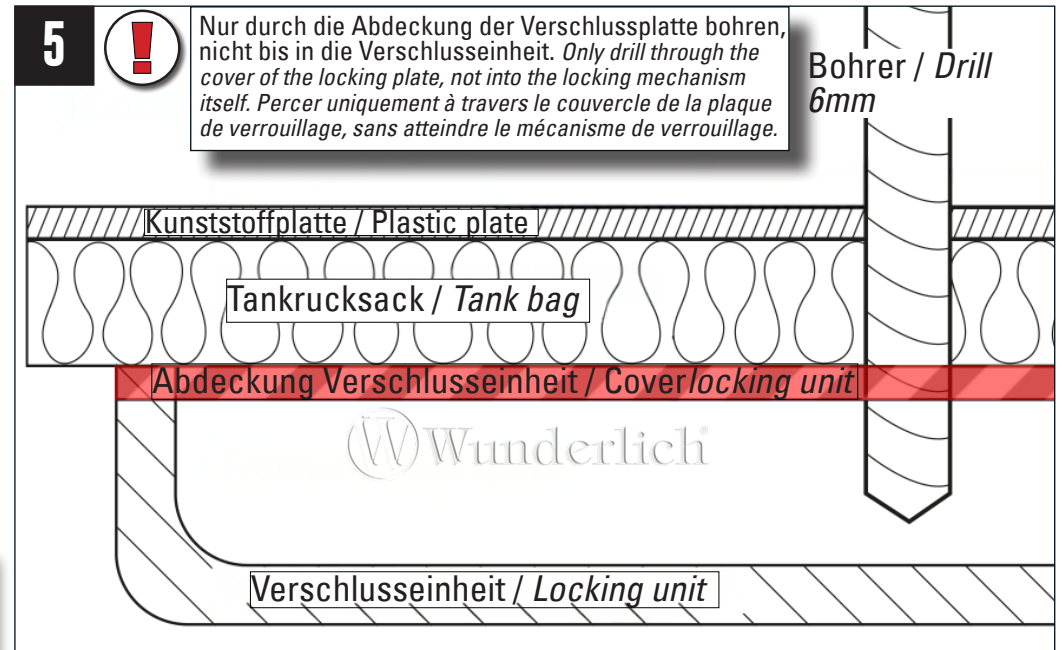 5
Nur durch die Abdeckung der Verschlussplatte bohren,
nicht bis in die Verschlusseinheit. Only drill through the
cover of the locking plate, not into the locking mechanism
itself. Percer uniquement à travers le couvercle de la plaque
de verrouillage, sans atteindre le mécanisme de verrouillage.
Bohrer / Drill
6mm
Kunststoffplatte / Plastic plate
Tankrucksack / Tank bag
Abdeckung Verschlusseinheit / Coverlocking unit
Wunderlich®
Verschlusseinheit / Locking unit